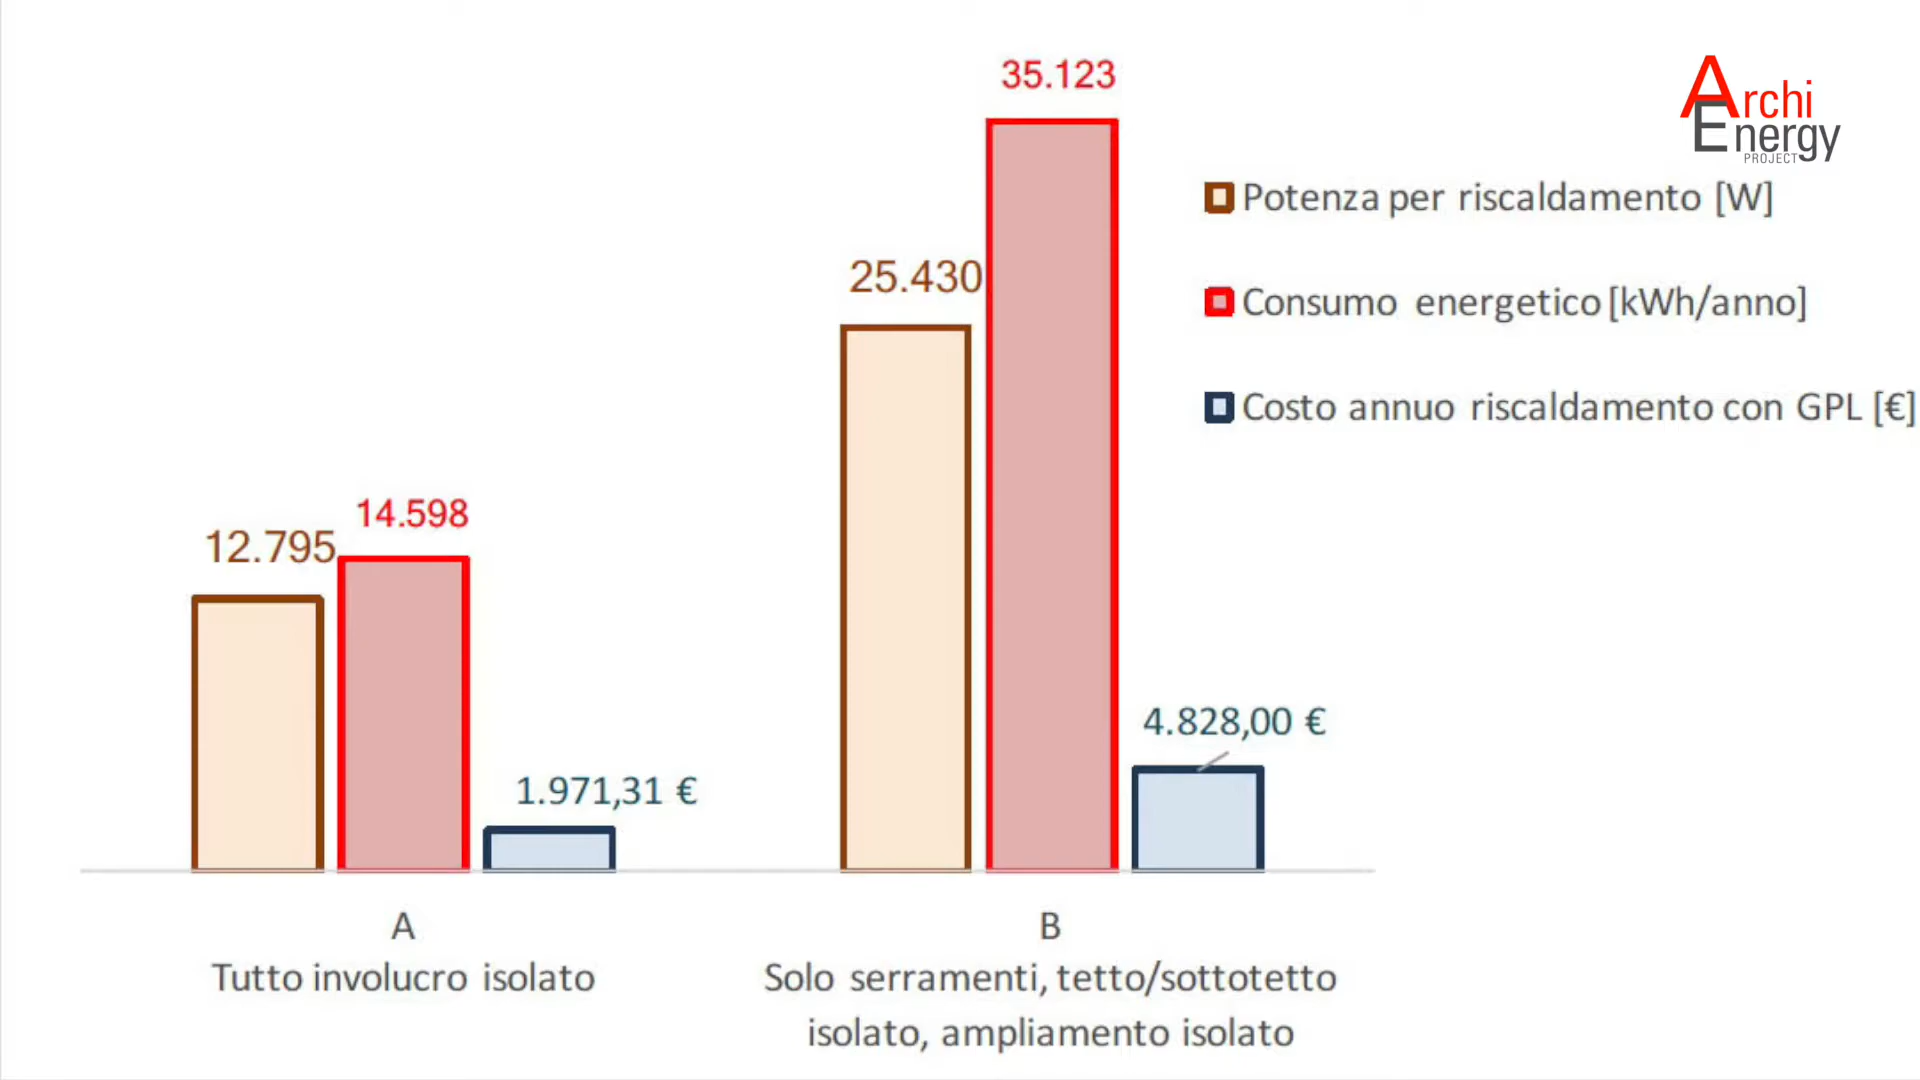 35.123
Archi
Energy
PROJECT
Potenza per riscaldamento [W]
25.430
Consumo energetico [kWh/anno]
Costo annuo riscaldamento con GPL [€]
14.598
12.795
4.828,00 €
1.971,31 €
A
Tutto involucro isolato
B
Solo serramenti, tetto/sottotetto
isolato, ampliamento isolato